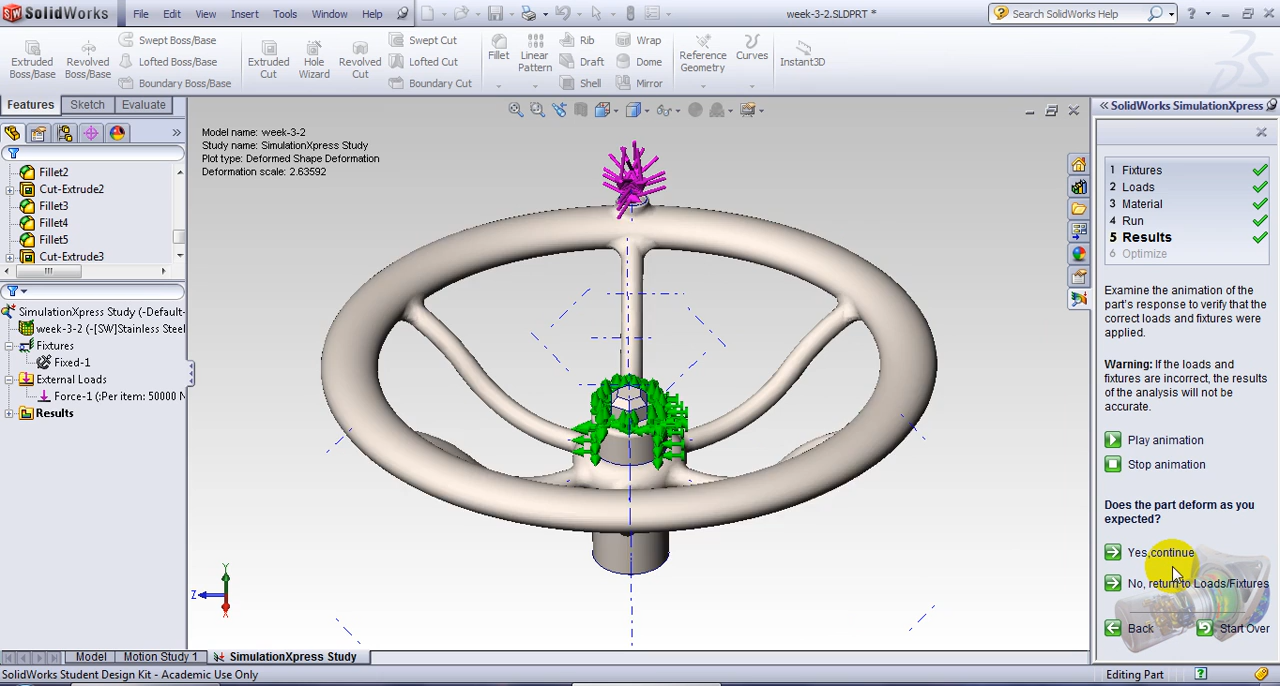 SolidWorks
File Edit View Insert Tools Window Help
week-3-2.SLDPRT *
Search SolidWorks Help
Extruded Boss/Base
Revolved Boss/Base
Swept Boss/Base
Lofted Boss/Base
Boundary Boss/Base
Extruded Cut
Hole Wizard
Revolved Cut
Swept Cut
Lofted Cut
Boundary Cut
Fillet
Linear Pattern
Rib
Draft
Shell
Wrap
Dome
Mirror
Reference Geometry
Curves
Instant3D
Features Sketch Evaluate
Fillet2
Cut-Extrude2
Fillet3
Fillet4
Fillet5
Cut-Extrude3
SimulationXpress Study (-Default-
week-3-2 (-[SW]Stainless Steel
Fixtures
Fixed-1
External Loads
Force-1 (:Per item: 50000 N
Results
Model name: week-3-2
Study name: SimulationXpress Study
Plot type: Deformed Shape Deformation
Deformation scale: 2.63592
Y
Z
X
SolidWorks SimulationXpress
1 Fixtures
2 Loads
3 Material
4 Run
5 Results
6 Optimize
Examine the animation of the
part's response to verify that the
correct loads and fixtures were
applied.
Warning: If the loads and
fixtures are incorrect, the results
of the analysis will not be
accurate.
Play animation
Stop animation
Does the part deform as you
expected?
Yes,continue
No, return to Loads/Fixtures
Back Start Over
Model Motion Study 1 SimulationXpress Study
SolidWorks Student Design Kit - Academic Use Only
Editing Part